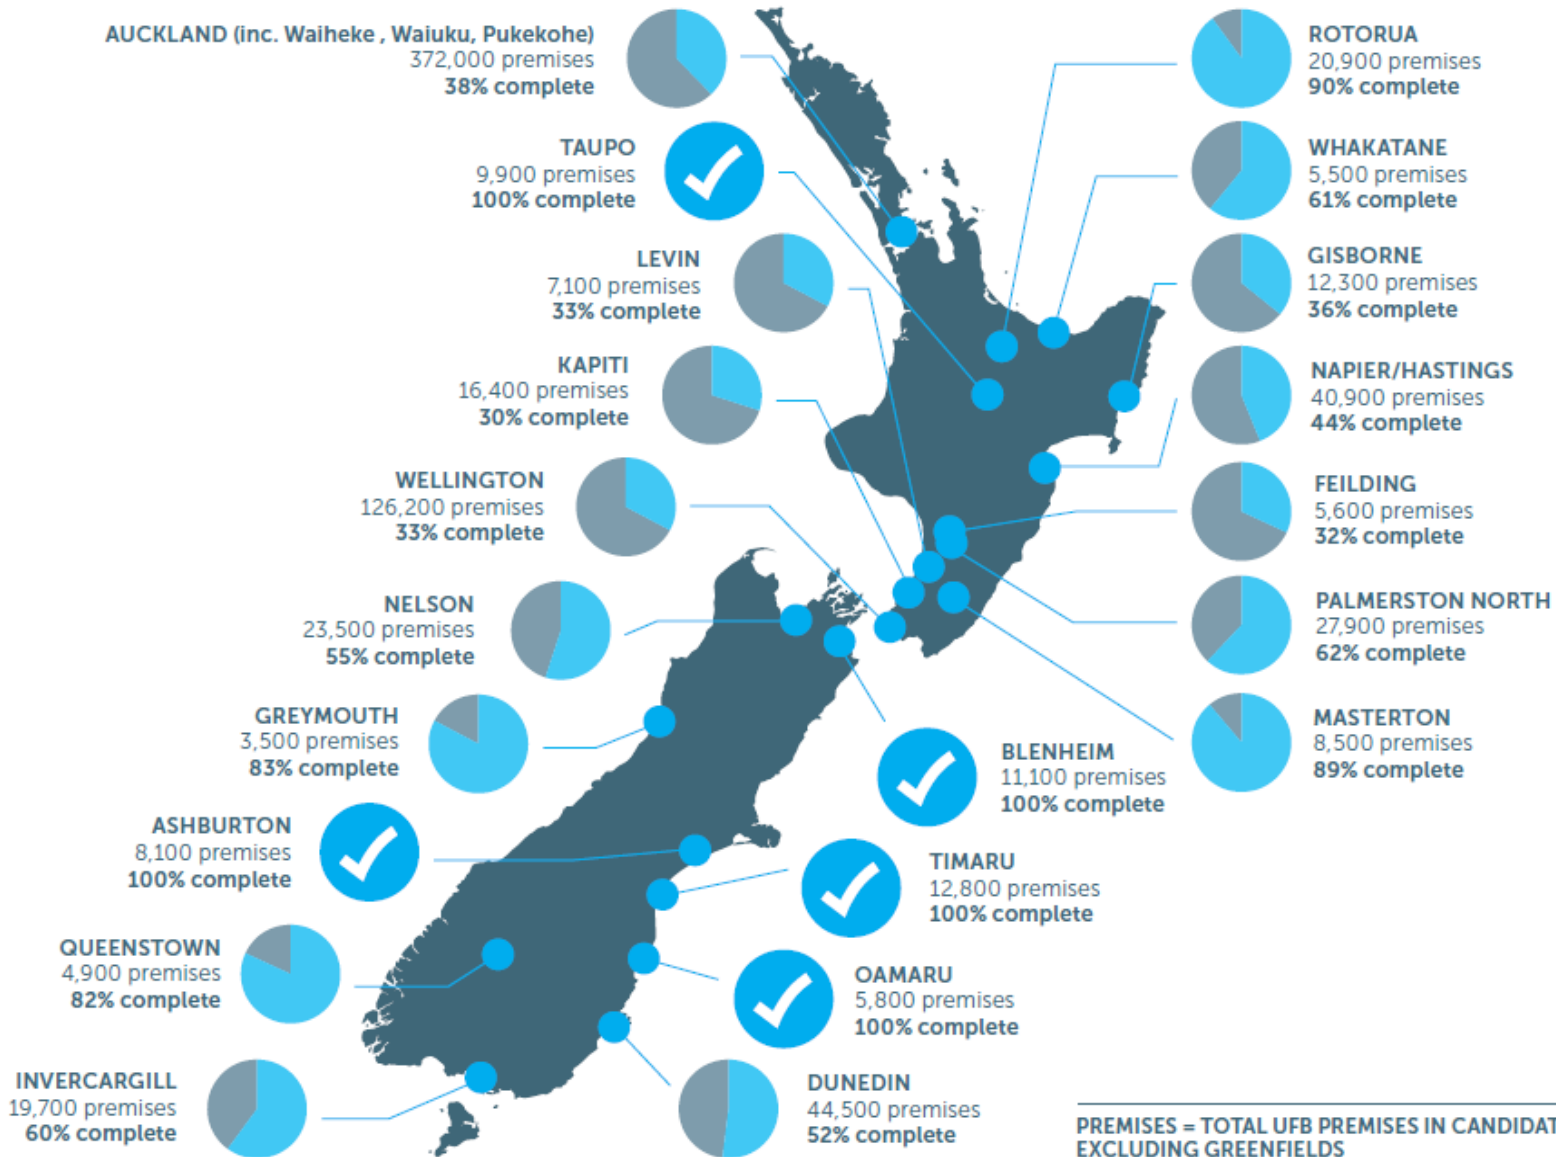 AUCKLAND (inc. Waiheke , Waiuku, Pukekohe)
372,000 premises
38% complete
TAUPO
9,900 premises
100% complete
LEVIN
7,100 premises
33% complete
KAPITI
16,400 premises
30% complete
WELLINGTON
126,200 premises
33% complete
NELSON
23,500 premises
55% complete
GREYMOUTH
3,500 premises
83% complete
ASHBURTON
8,100 premises
100% complete
QUEENSTOWN
4,900 premises
82% complete
INVERCARGILL
19,700 premises
60% complete
ROTORUA
20,900 premises
90% complete
WHAKATANE
5,500 premises
61% complete
GISBORNE
12,300 premises
36% complete
NAPIER/HASTINGS
40,900 premises
44% complete
FEILDING
5,600 premises
32% complete
PALMERSTON NORTH
27,900 premises
62% complete
MASTERTON
8,500 premises
89% complete
BLENHEIM
11,100 premises
100% complete
TIMARU
12,800 premises
100% complete
OAMARU
5,800 premises
100% complete
DUNEDIN
44,500 premises
52% complete
PREMISES = TOTAL UFB PREMISES IN CANDIDAT
EXCLUDING GREENFIELDS